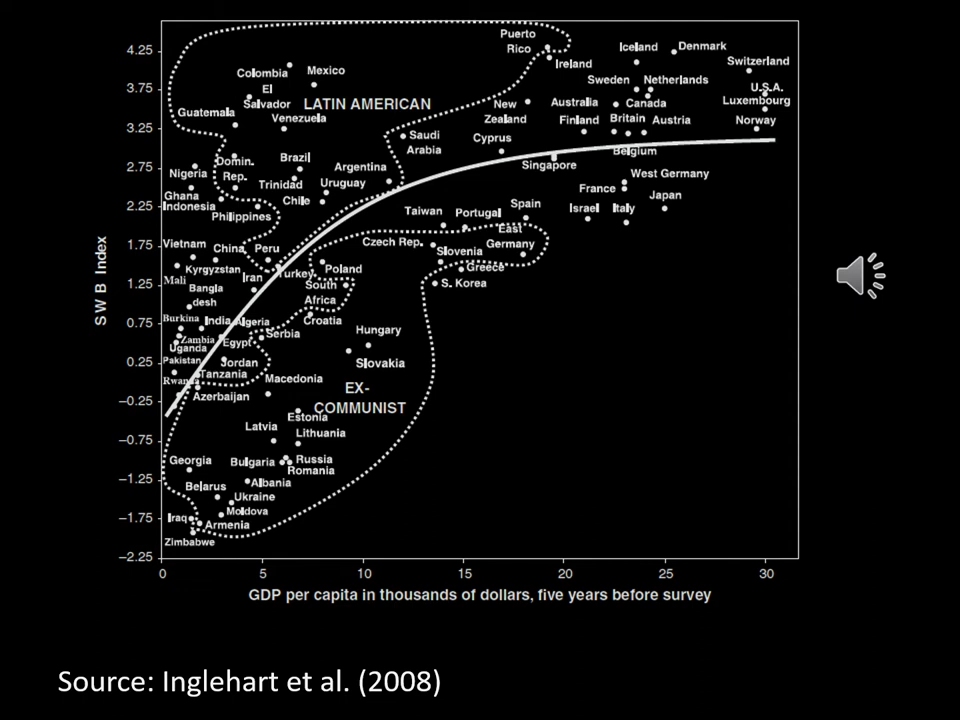 Puerto
Rico
Iceland
Denmark
Ireland
Switzerland
Colombia
Mexico
Sweden
Netherlands
U.S.A.
El
Salvador
LATIN AMERICAN
New
Zealand
Australia
Canada
Luxembourg
Guatemala
Venezuela
Finland
Britain
Austria
Norway
Saudi
Arabia
Cyprus
Belgium
Domin.
Rep.
Brazil
Argentina
Singapore
Nigeria
Trinidad
Uruguay
West Germany
France
Ghana
Indonesia
Chile
Japan
Philippines
Taiwan
Portugal
Spain
Israel
Italy
East
Germany
Vietnam
China
Peru
Czech Rep.
Slovenia
Kyrgyzstan
Turkey
Poland
Greece
Mali
Iran
South
Africa
S. Korea
Bangla
desh
Burkina
India
Algeria
Croatia
Zambia
Egypt
Serbia
Hungary
Uganda
Pakistan
Jordan
Slovakia
Rwanda
Tanzania
Macedonia
EX-
COMMUNIST
Azerbaijan
Estonia
Latvia
Lithuania
Georgia
Bulgaria
Russia
Romania
Belarus
Albania
Ukraine
Moldova
Iraq
Armenia
Zimbabwe
4.25
3.75
3.25
2.75
2.25
1.75
1.25
0.75
0.25
−0.25
−0.75
−1.25
−1.75
−2.25
SWB Index
0 5 10 15 20 25 30
GDP per capita in thousands of dollars, five years before survey
Source: Inglehart et al. (2008)